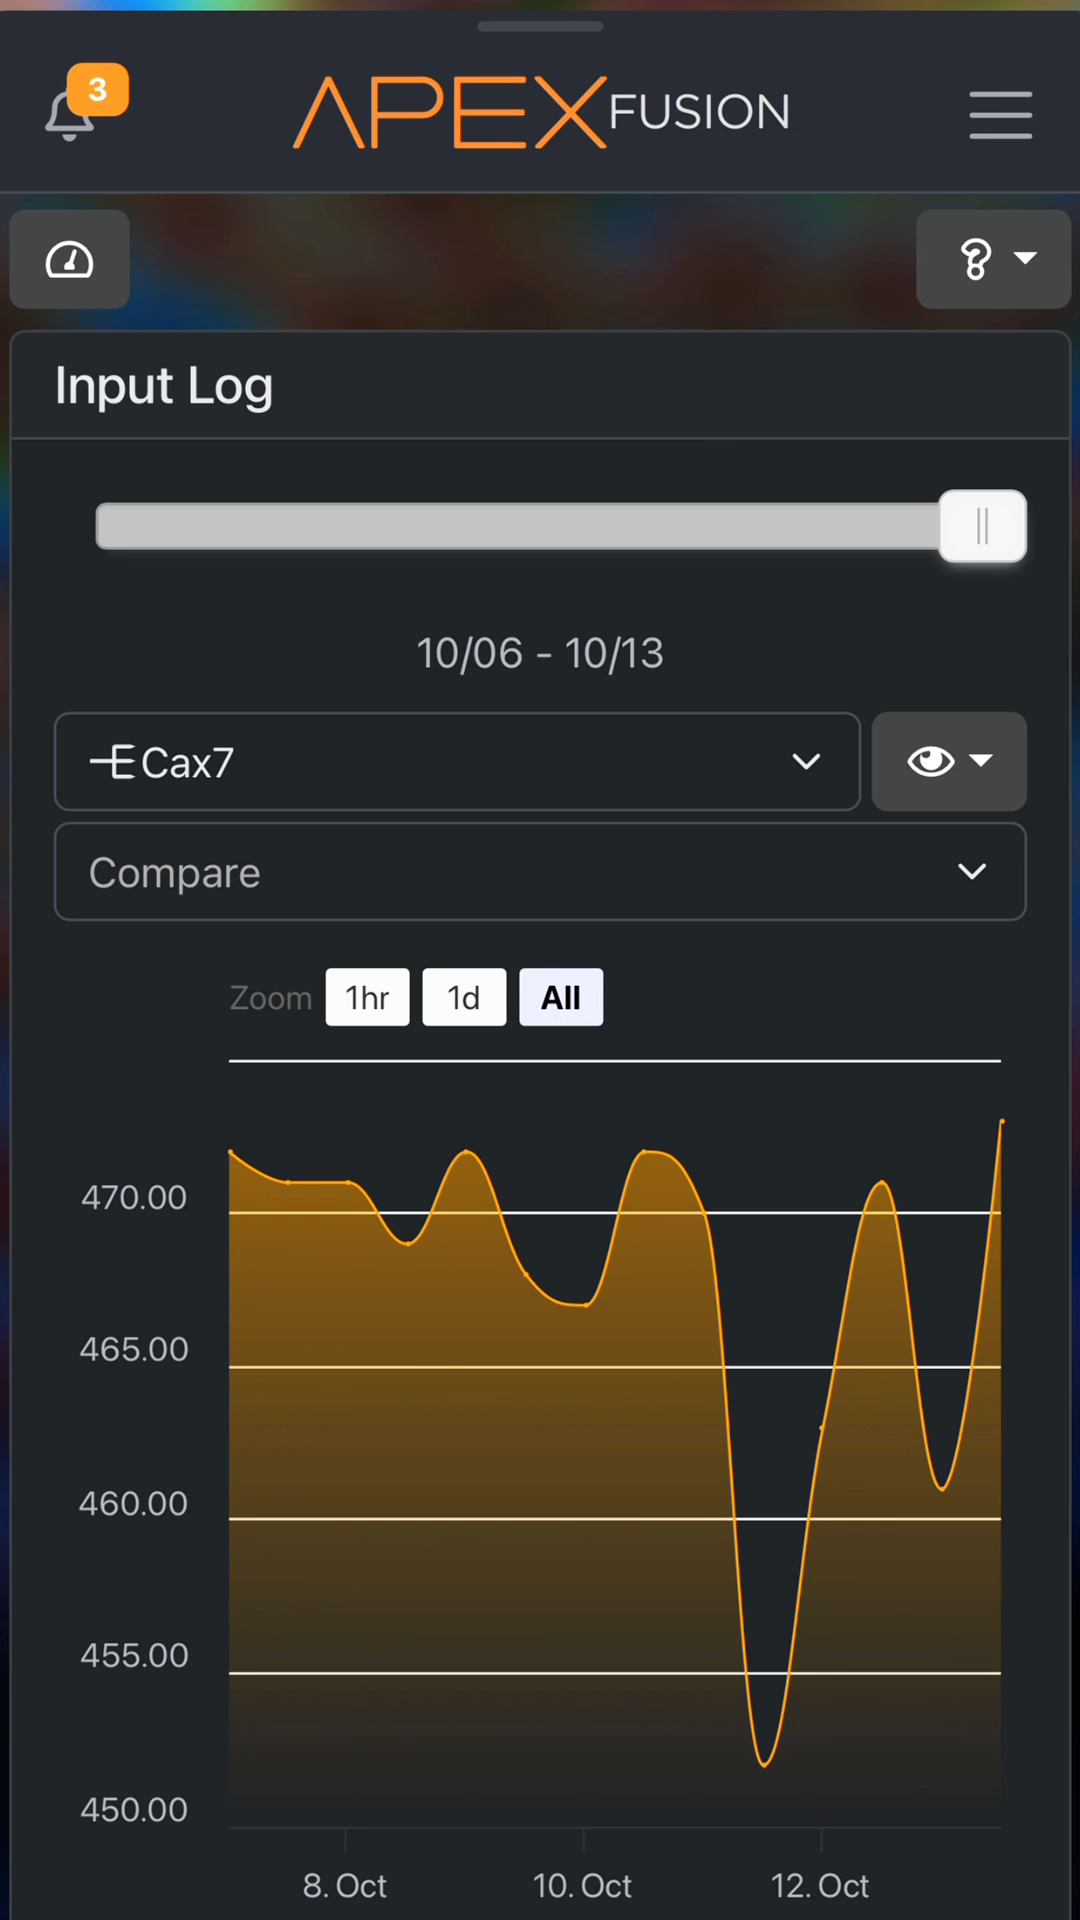 3
APEX FUSION
Input Log
10/06 - 10/13
Cax7
Compare
Zoom 1hr 1d All
470.00
465.00
460.00
455.00
450.00
8. Oct 10. Oct 12. Oct